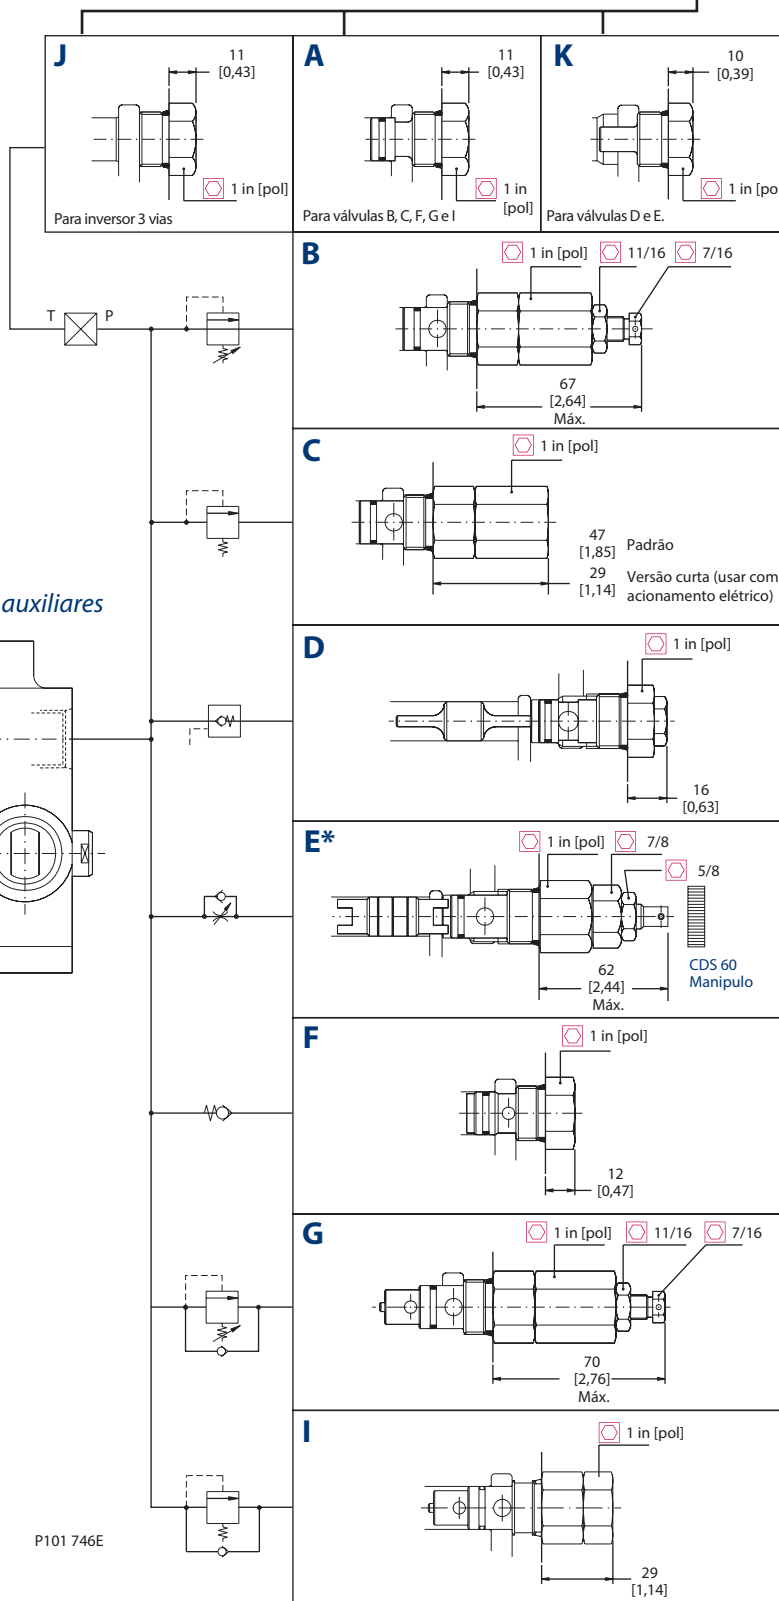 J
11
[0,43]
1 in [pol]
Para inversor 3 vias
A
11
[0,43]
1 in
[pol]
Para válvulas B, C, F, G e I
K
10
[0,39]
1 in [po
Para válvulas D e E.
T
P
B
1 in [pol]
11/16
7/16
67
[2,64]
Máx.
C
1 in [pol]
47
[1,85]
Padrão
29
[1,14]
Versão curta (usar com
acionamento elétrico)
auxiliares
D
1 in [pol]
16
[0,63]
E*
1 in [pol]
7/8
5/8
62
[2,44]
Máx.
CDS 60
Manipulo
F
1 in [pol]
12
[0,47]
G
1 in [pol]
11/16
7/16
70
[2,76]
Máx.
I
1 in [pol]
29
[1,14]
P101 746E